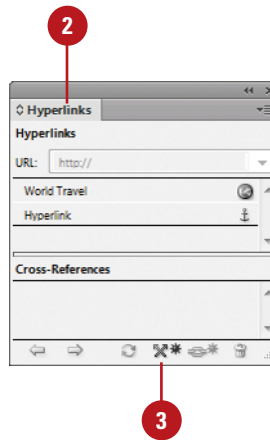 2
Hyperlinks
Hyperlinks
URL: http://
World Travel
Hyperlink
Cross-References
3